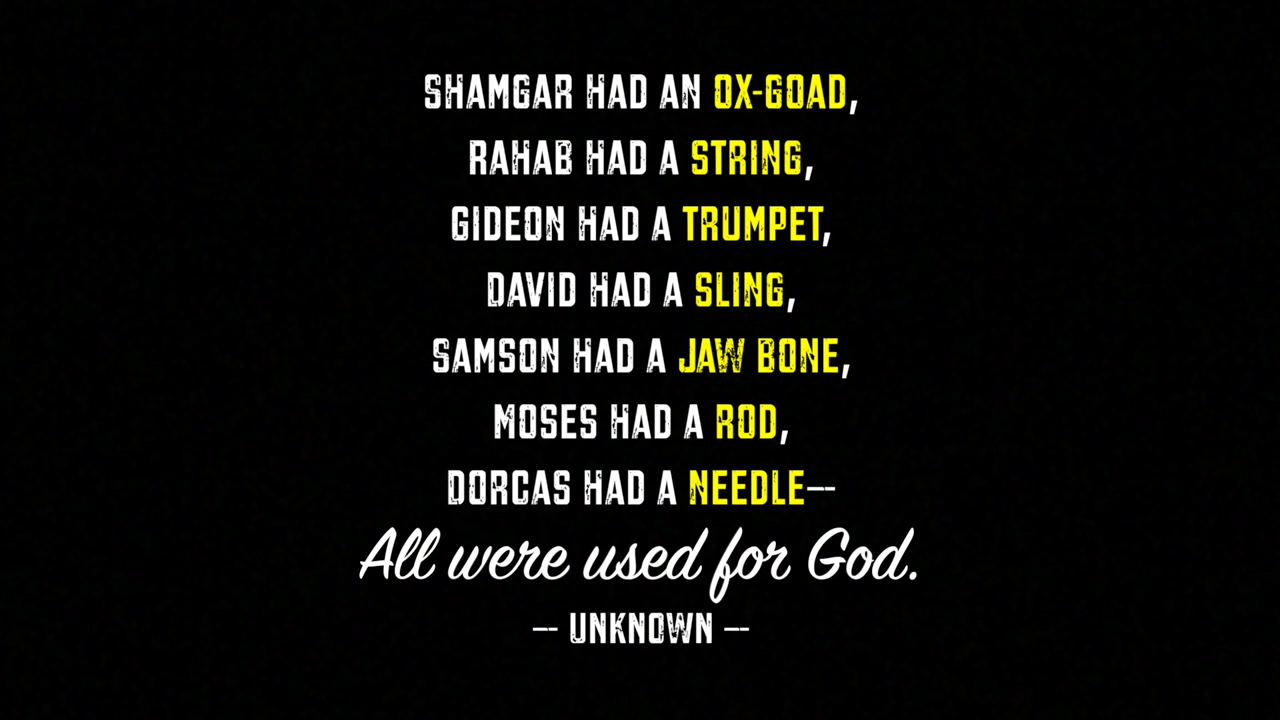 SHAMGAR HAD AN OX-GOAD,
RAHAB HAD A STRING,
GIDEON HAD A TRUMPET,
DAVID HAD A SLING,
SAMSON HAD A JAW BONE,
MOSES HAD A ROD,
DORCAS HAD A NEEDLE--
All were used for God.
-- UNKNOWN --